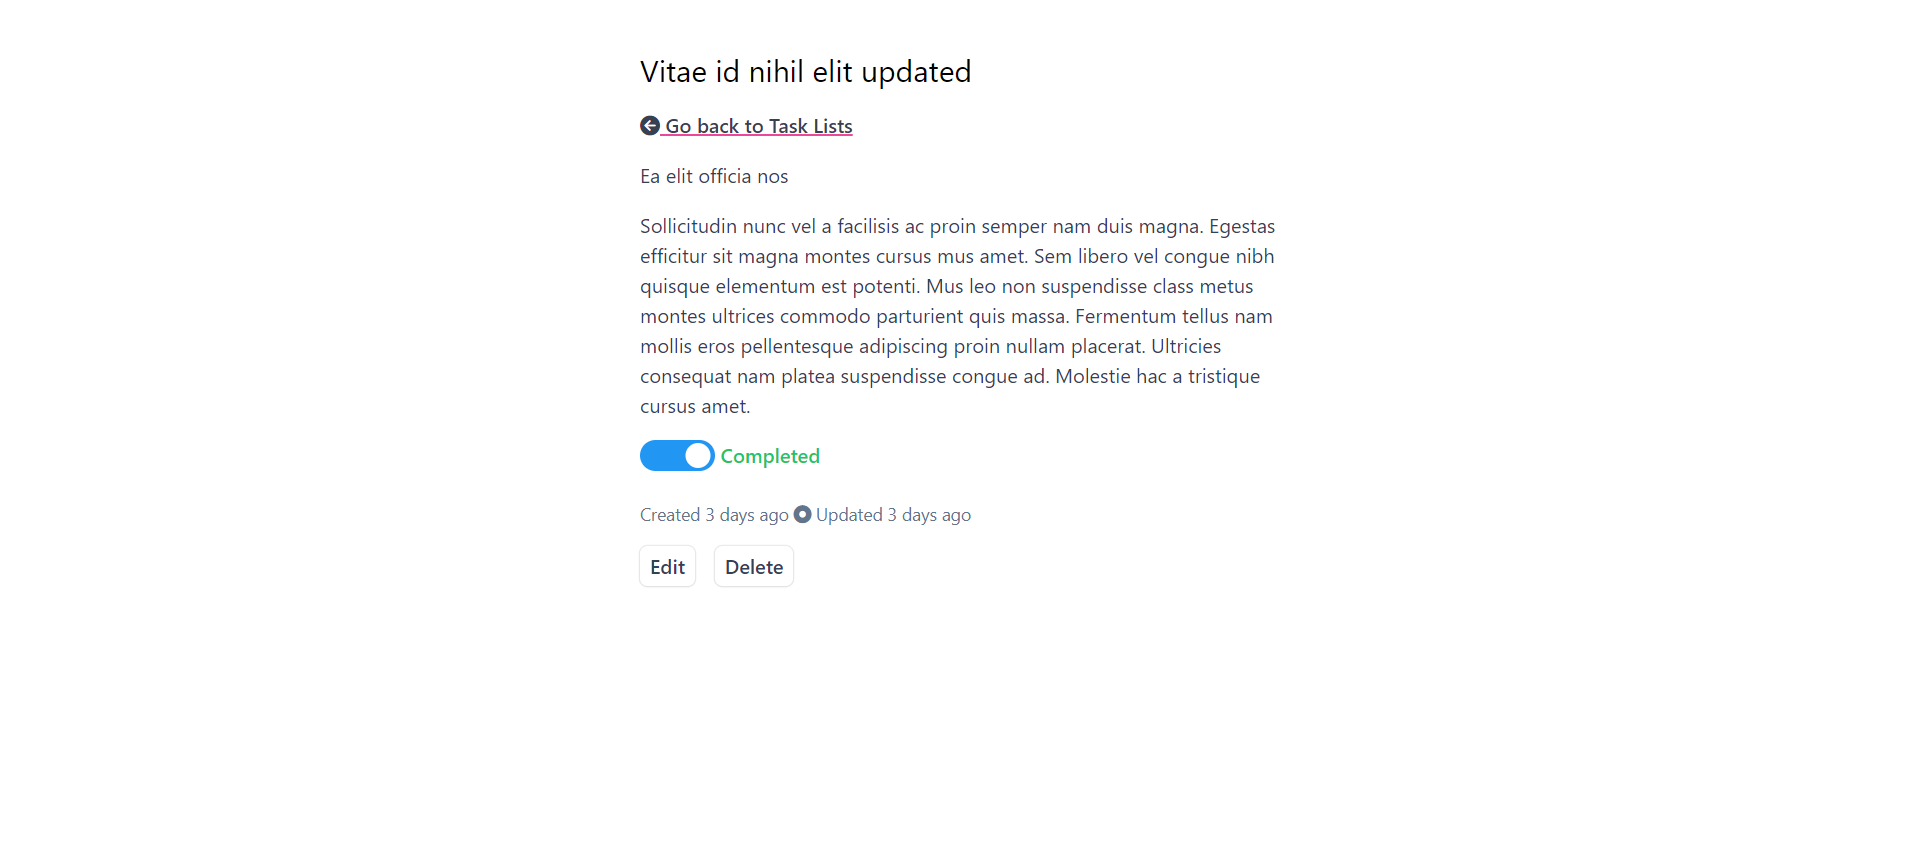 Vitae id nihil elit updated
Go back to Task Lists
Ea elit officia nos
Sollicitudin nunc vel a facilisis ac proin semper nam duis magna. Egestas
efficitur sit magna montes cursus mus amet. Sem libero vel congue nibh
quisque elementum est potenti. Mus leo non suspendisse class metus
montes ultrices commodo parturient quis massa. Fermentum tellus nam
mollis eros pellentesque adipiscing proin nullam placerat. Ultricies
consequat nam platea suspendisse congue ad. Molestie hac a tristique
cursus amet.
Completed
Created 3 days ago Updated 3 days ago
Edit Delete